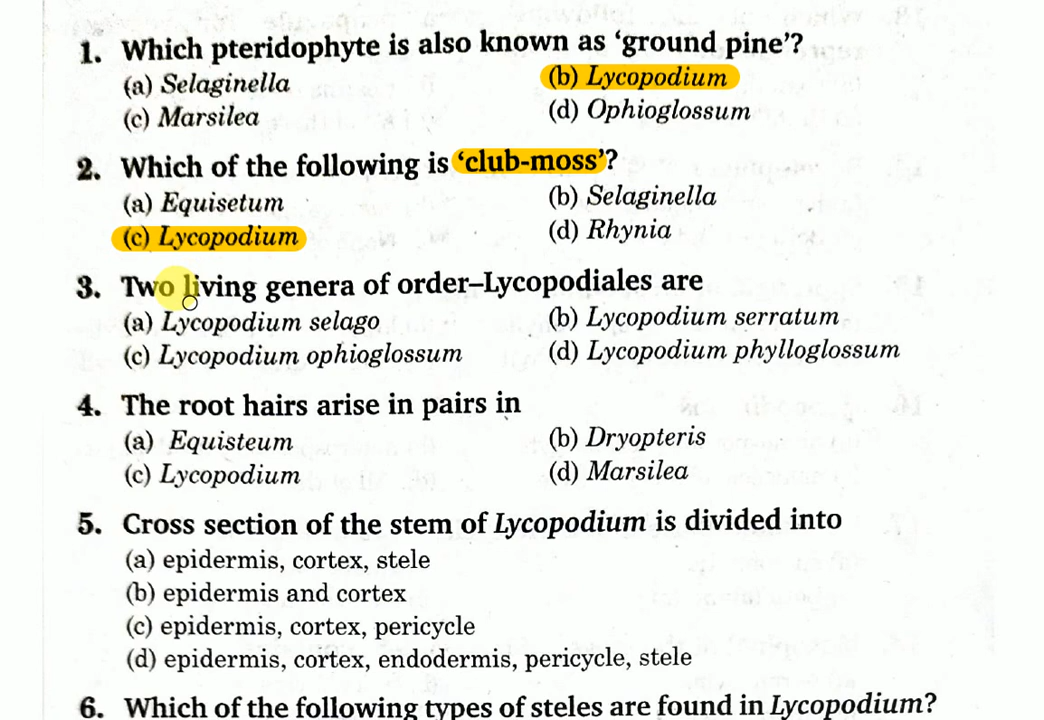 1. Which pteridophyte is also known as ‘ground pine’?
(a) Selaginella (b) Lycopodium
(c) Marsilea (d) Ophioglossum
2. Which of the following is ‘club-moss’?
(a) Equisetum (b) Selaginella
(c) Lycopodium (d) Rhynia
3. Two living genera of order–Lycopodiales are
(a) Lycopodium selago (b) Lycopodium serratum
(c) Lycopodium ophioglossum (d) Lycopodium phylloglossum
4. The root hairs arise in pairs in
(a) Equisteum (b) Dryopteris
(c) Lycopodium (d) Marsilea
5. Cross section of the stem of Lycopodium is divided into
(a) epidermis, cortex, stele
(b) epidermis and cortex
(c) epidermis, cortex, pericycle
(d) epidermis, cortex, endodermis, pericycle, stele
6. Which of the following types of steles are found in Lycopodium?